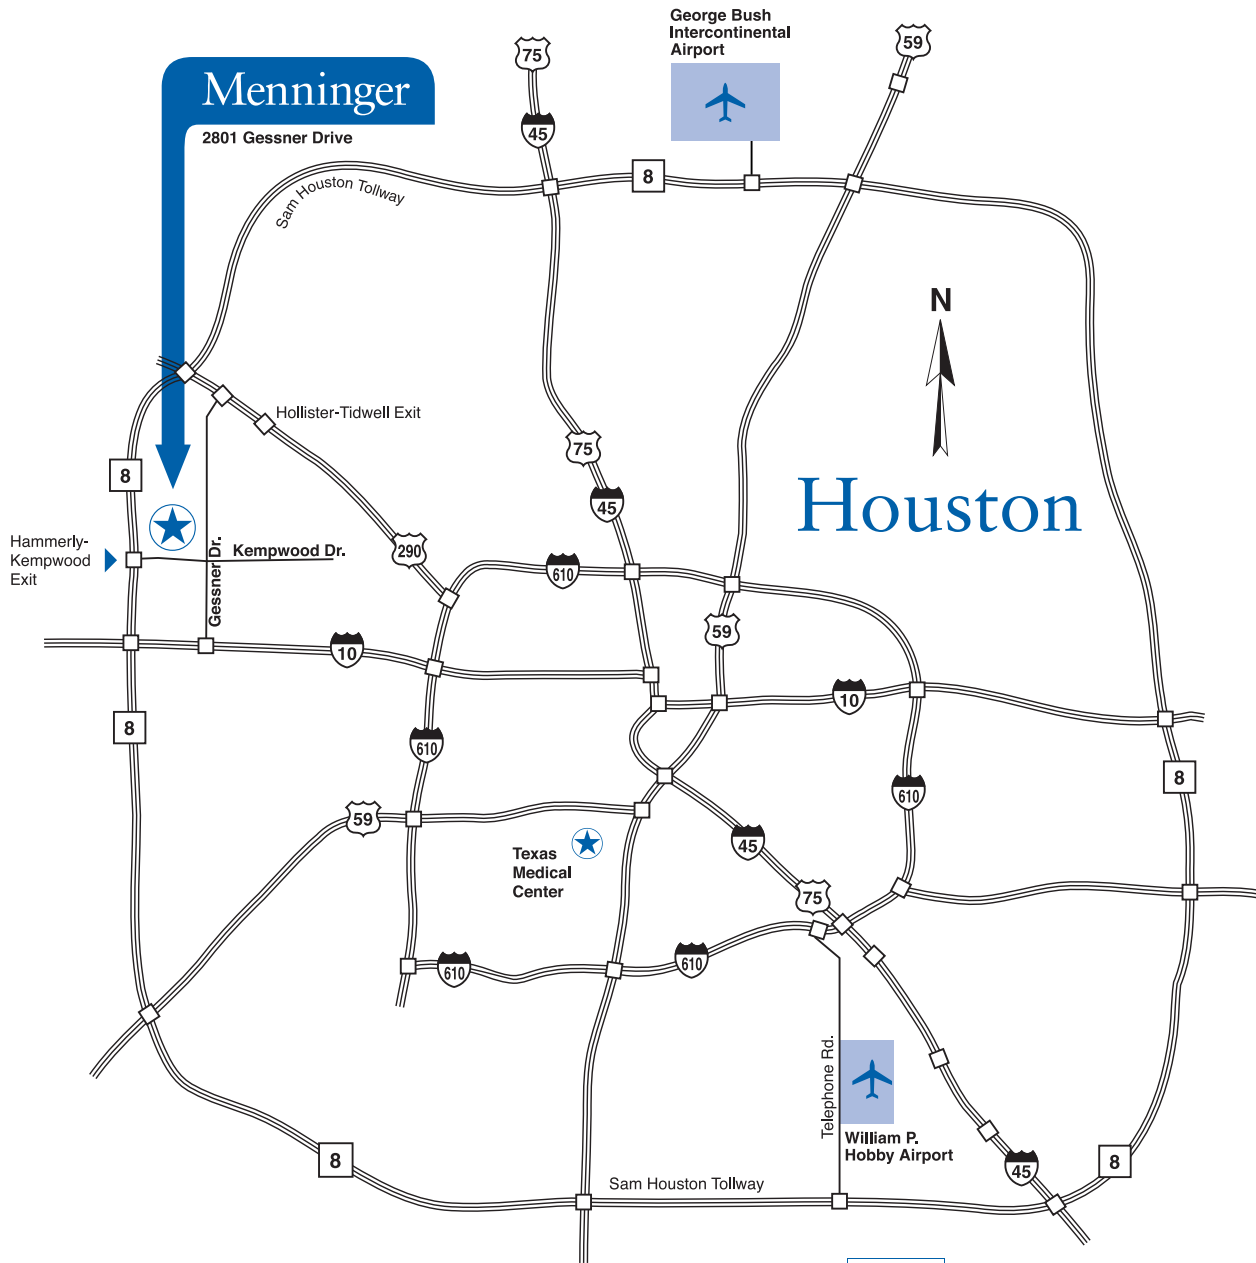 George Bush
Intercontinental
Airport
75
59
Menninger
2801 Gessner Drive
45
8
Sam Houston Tollway
N
Hollister-Tidwell Exit
75
8
45
Houston
Hammerly-
Kempwood
Exit
Gessner Dr.
Kempwood Dr.
290
610
59
10
10
8
610
8
610
59
45
Texas
Medical
Center
75
610
610
Telephone Rd.
William P.
Hobby Airport
8
45
8
Sam Houston Tollway